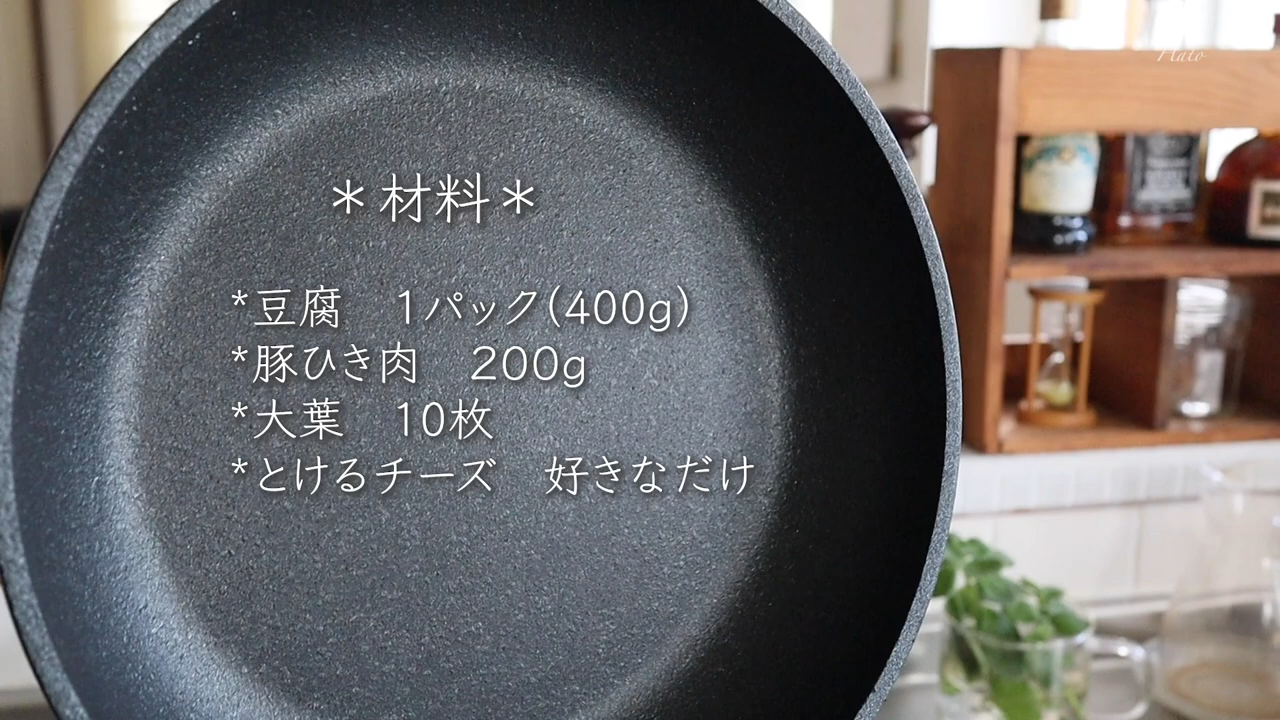 Hato
＊材料＊
*豆腐　1パック(400g)
*豚ひき肉　200g
*大葉　10枚
*とけるチーズ　好きなだけ